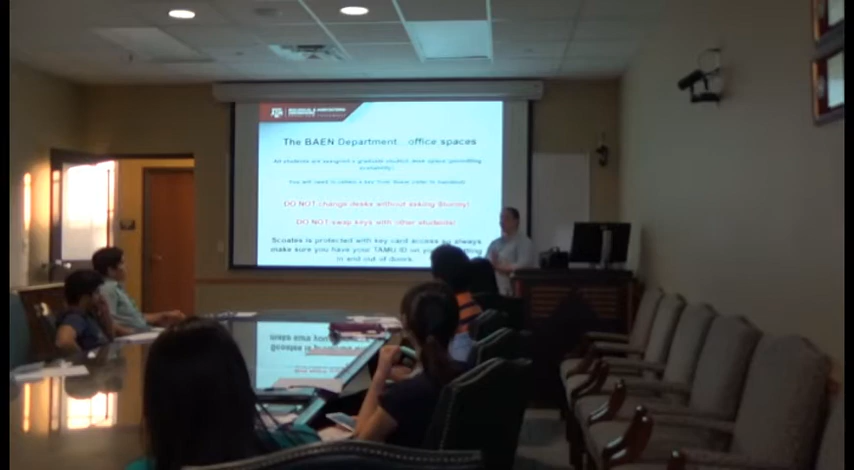 The BAEN Department...office spaces
All students are assigned a graduate student work space (permitting
availability)
You will need to obtain a key from
DO NOT change desks without asking Stormy!
DO NOT swap keys with other students!
Scoates is protected with key card access so always
make sure you have your TAMU ID on you
in and out of doors.